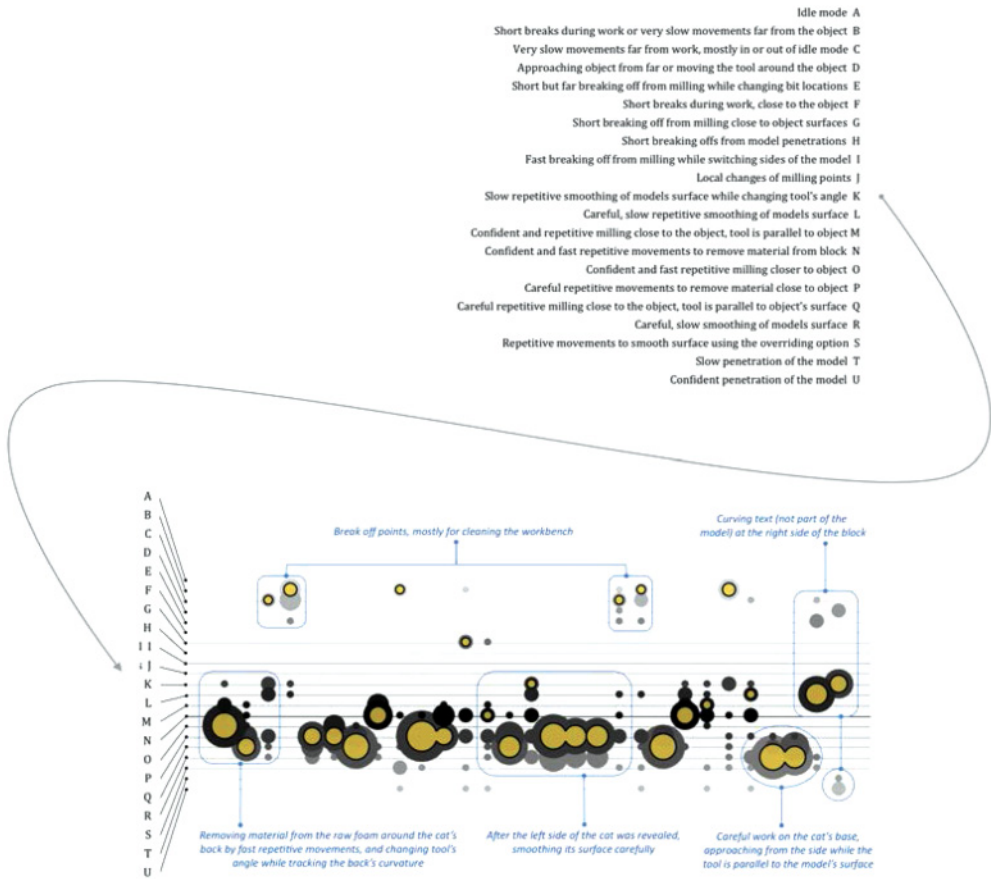 Idle mode A
Short breaks during work or very slow movements far from the object B
Very slow movements far from work, mostly in or out of idle mode C
Approaching object from far or moving the tool around the object D
Short but far breaking off from milling while changing bit locations E
Short breaks during work, close to the object F
Short breaking off from milling close to object surfaces G
Short breaking offs from model penetrations H
Fast breaking off from milling while switching sides of the model I
Local changes of milling points J
Slow repetitive smoothing of models surface while changing tool's angle K
Careful, slow repetitive smoothing of models surface L
Confident and repetitive milling close to the object, tool is parallel to object M
Confident and fast repetitive movements to remove material from block N
Confident and fast repetitive milling closer to object O
Careful repetitive movements to remove material close to object P
Careful repetitive milling close to the object, tool is parallel to object's surface Q
Careful, slow smoothing of models surface R
Repetitive movements to smooth surface using the overriding option S
Slow penetration of the model T
Confident penetration of the model U
A
B
C
D
E
F
G
H
I
J
K
L
M
N
O
P
Q
R
S
T
U
Break off points, mostly for cleaning the workbench
Curving text (not part of the
model) at the right side of the block
Removing material from the raw foam around the cat's
back by fast repetitive movements, and changing tool's
angle while tracking the back's curvature
After the left side of the cat was revealed,
smoothing its surface carefully
Careful work on the cat's base,
approaching from the side while the
tool is parallel to the model's surface